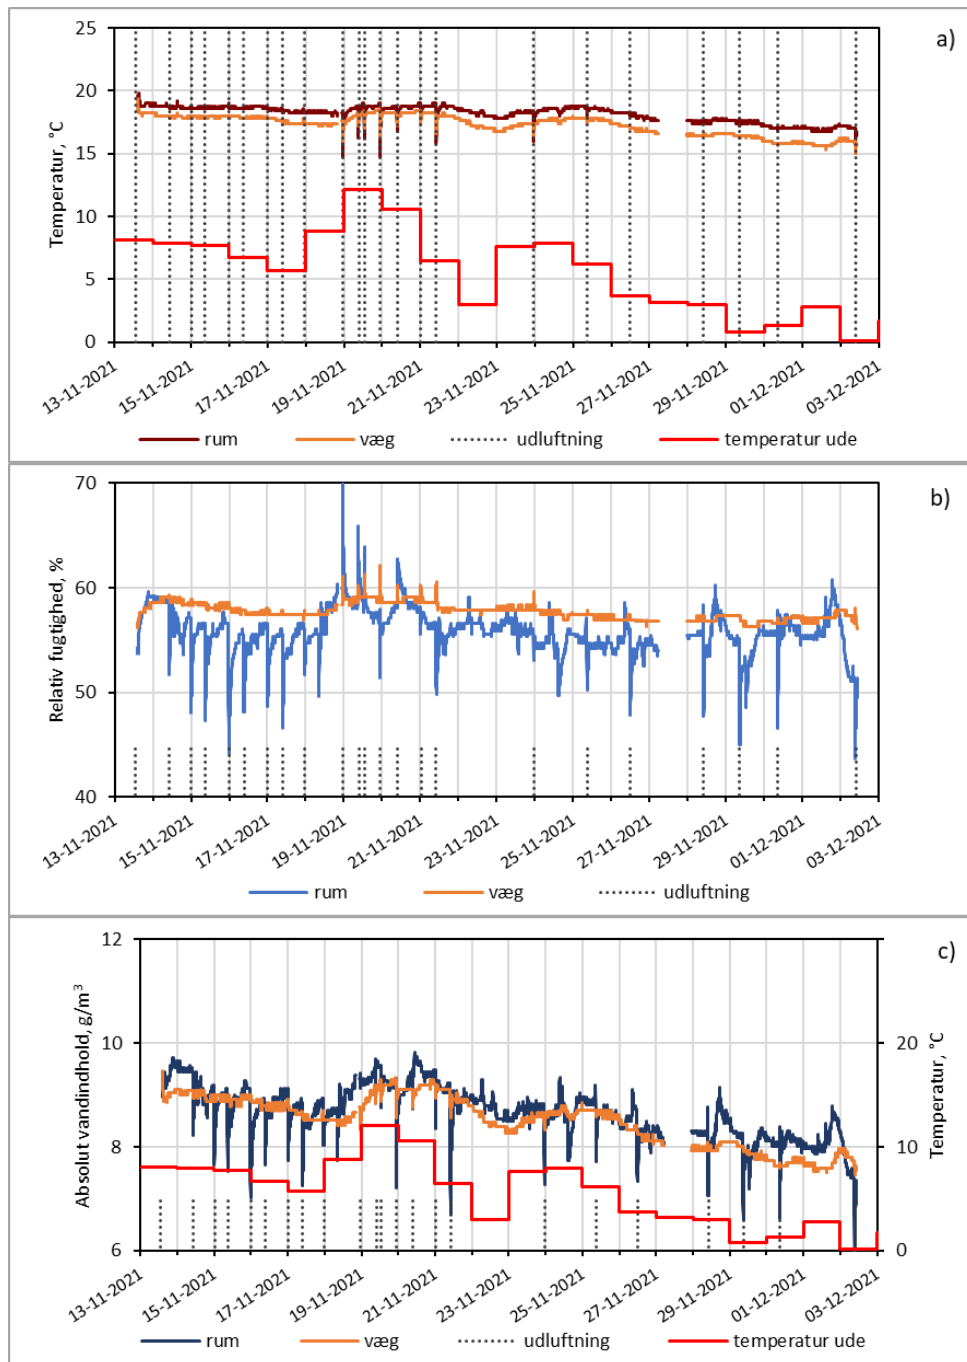 a)
Temperatur, °C
25
20
15
10
5
0
13-11-2021
15-11-2021
17-11-2021
19-11-2021
21-11-2021
23-11-2021
25-11-2021
27-11-2021
29-11-2021
01-12-2021
03-12-2021
rum
væg
udluftning
temperatur ude
b)
Relativ fugtighed, %
70
60
50
40
13-11-2021
15-11-2021
17-11-2021
19-11-2021
21-11-2021
23-11-2021
25-11-2021
27-11-2021
29-11-2021
01-12-2021
03-12-2021
rum
væg
udluftning
c)
Absolut vandindhold, g/m³
12
10
8
6
Temperatur, °C
20
10
0
13-11-2021
15-11-2021
17-11-2021
19-11-2021
21-11-2021
23-11-2021
25-11-2021
27-11-2021
29-11-2021
01-12-2021
03-12-2021
rum
væg
udluftning
temperatur ude